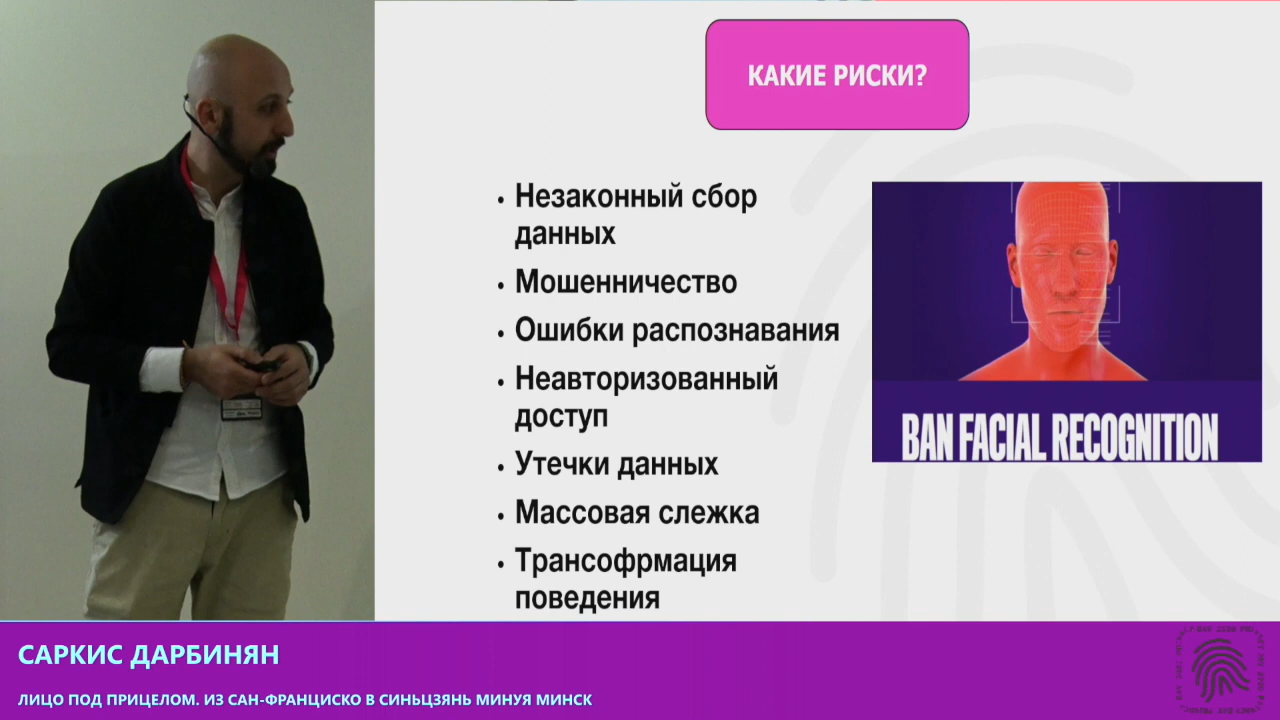 КАКИЕ РИСКИ?
• Незаконный сбор
данных
• Мошенничество
• Ошибки распознавания
• Неавторизованный
доступ
• Утечки данных
• Массовая слежка
• Трансофрмация
поведения
BAN FACIAL RECOGNITION
САРКИС ДАРБИНЯН
ЛИЦО ПОД ПРИЦЕЛОМ. ИЗ САН-ФРАНЦИСКО В СИНЬЦЗЯНЬ МИНУЯ МИНСК